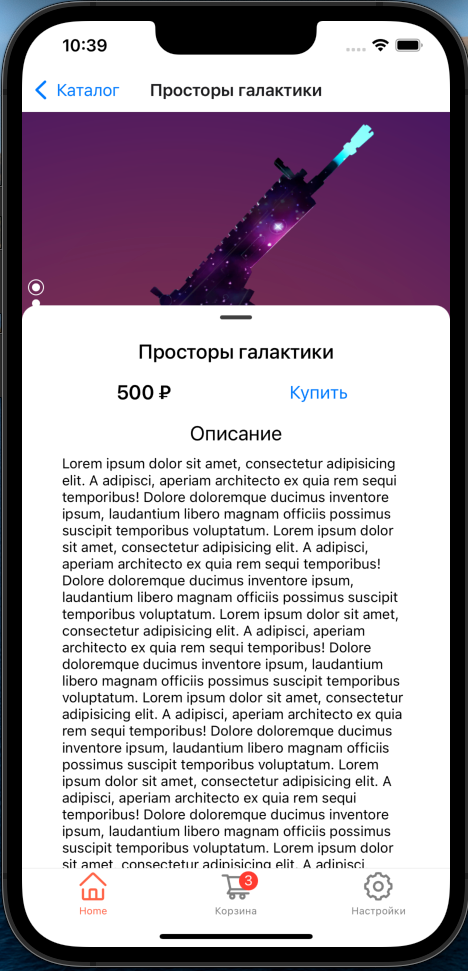 10:39
Каталог Просторы галактики
Просторы галактики
500 ₽ Купить
Описание
Lorem ipsum dolor sit amet, consectetur adipisicing
elit. A adipisci, aperiam architecto ex quia rem sequi
temporibus! Dolore doloremque ducimus inventore
ipsum, laudantium libero magnam officiis possimus
suscipit temporibus voluptatum. Lorem ipsum dolor
sit amet, consectetur adipisicing elit. A adipisci,
aperiam architecto ex quia rem sequi temporibus!
Dolore doloremque ducimus inventore ipsum,
laudantium libero magnam officiis possimus suscipit
temporibus voluptatum. Lorem ipsum dolor sit amet,
consectetur adipisicing elit. A adipisci, aperiam
architecto ex quia rem sequi temporibus! Dolore
doloremque ducimus inventore ipsum, laudantium
libero magnam officiis possimus suscipit temporibus
voluptatum. Lorem ipsum dolor sit amet, consectetur
adipisicing elit. A adipisci, aperiam architecto ex quia
rem sequi temporibus! Dolore doloremque ducimus
inventore ipsum, laudantium libero magnam officiis
possimus suscipit temporibus voluptatum. Lorem
ipsum dolor sit amet, consectetur adipisicing elit. A
adipisci, aperiam architecto ex quia rem sequi
temporibus! Dolore doloremque ducimus inventore
ipsum, laudantium libero magnam officiis possimus
suscipit temporibus voluptatum. Lorem ipsum dolor
sit amet, consectetur adipisicing elit. A adipisci,
3
Home Корзина Настройки